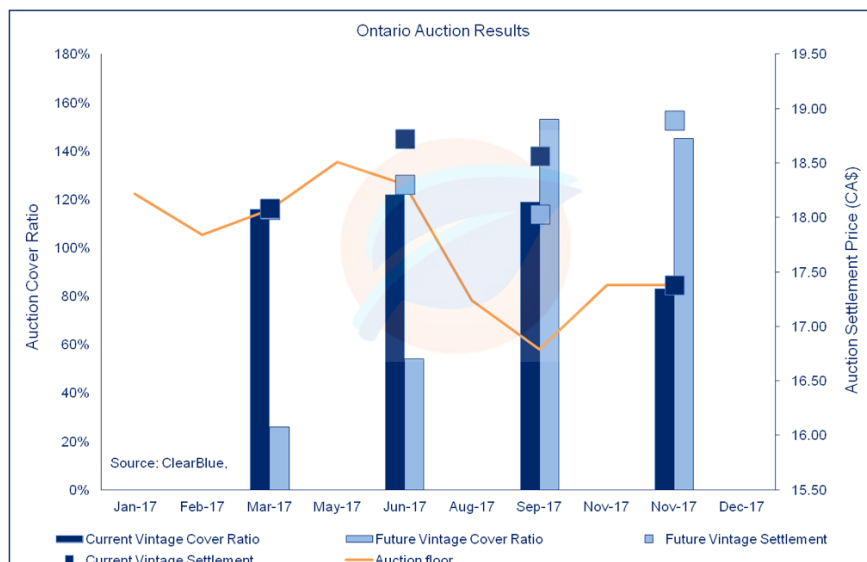 Ontario Auction Results
180%
160%
140%
120%
100%
80%
60%
40%
20%
0%
Auction Cover Ratio
19.50
19.00
18.50
18.00
17.50
17.00
16.50
16.00
15.50
Auction Settlement Price (CA$)
Source: ClearBlue,
Jan-17 Feb-17 Mar-17 May-17 Jun-17 Aug-17 Sep-17 Nov-17 Nov-17 Dec-17
Current Vintage Cover Ratio Future Vintage Cover Ratio Future Vintage Settlement
Current Vintage Settlement Auction floor